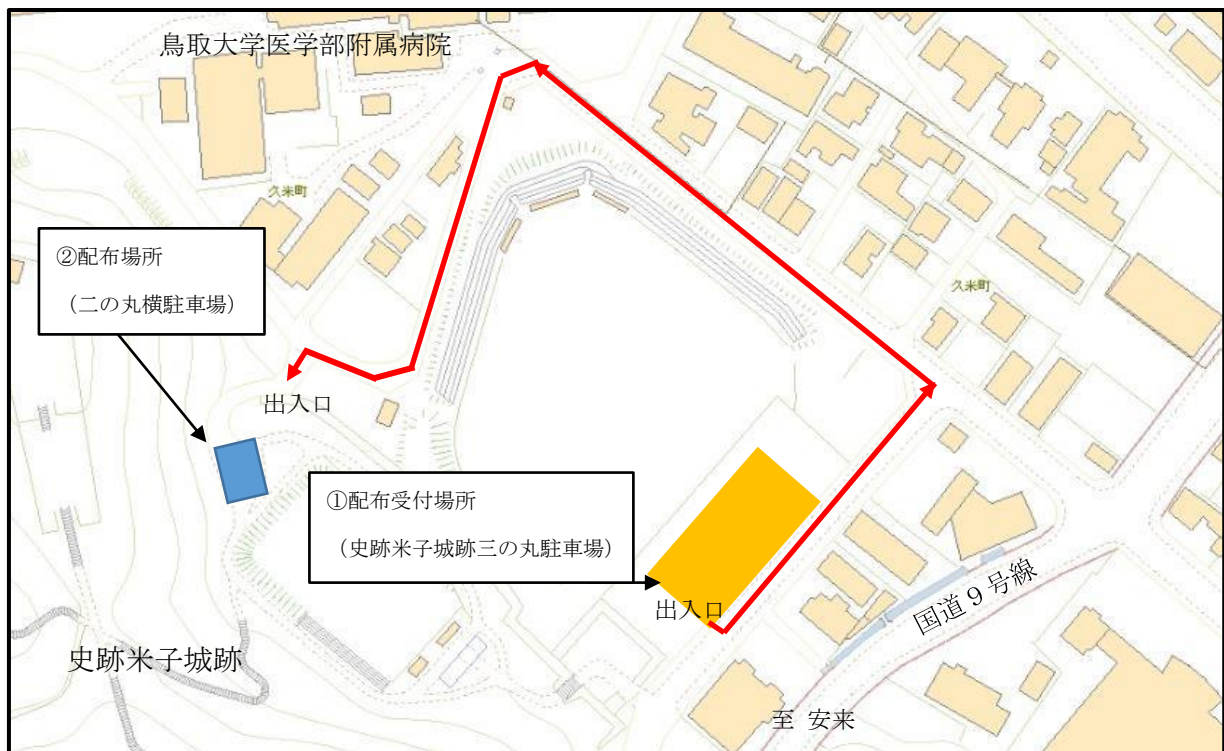 鳥取大学医学部附属病院
久米町
②配布場所
（二の丸横駐車場）
久米町
出入口
①配布受付場所
（史跡米子城跡三の丸駐車場）
出入口
国道９号線
史跡米子城跡
至 安来